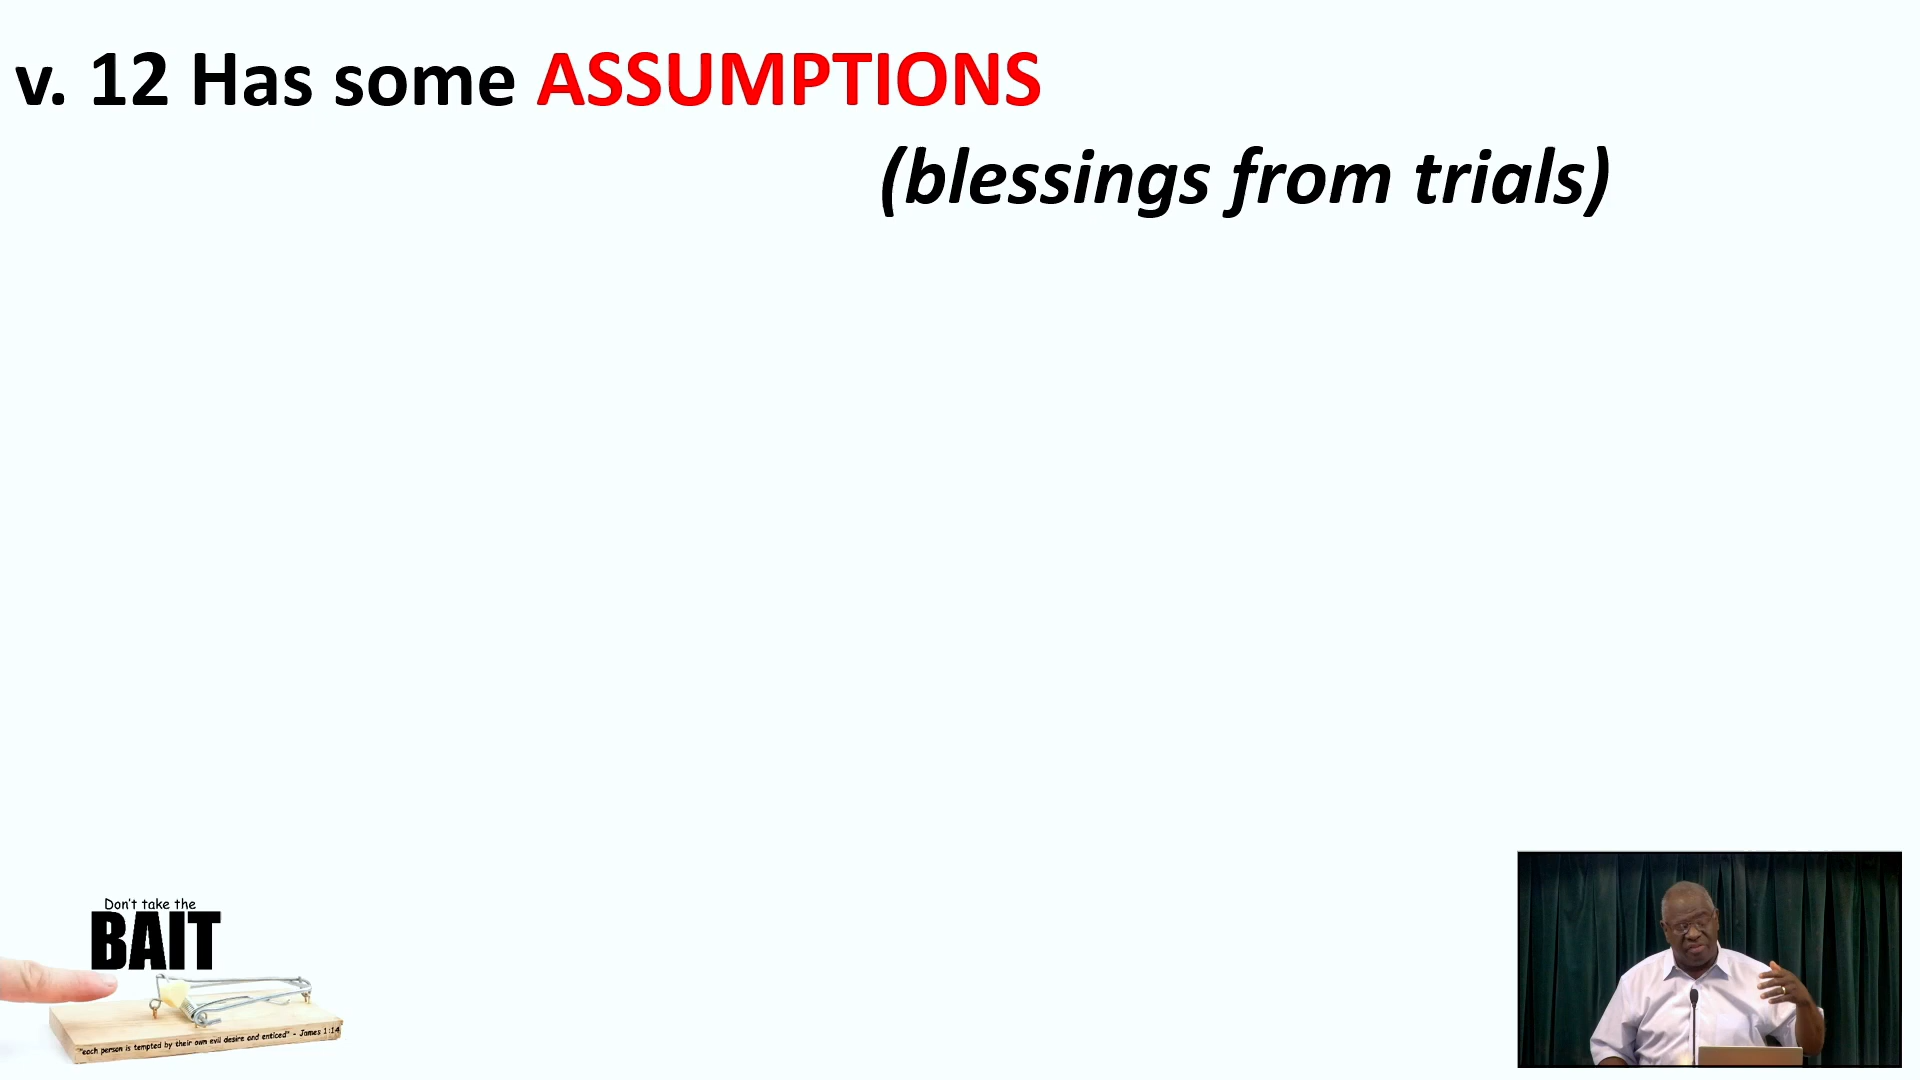 v. 12 Has some ASSUMPTIONS
(blessings from trials)
Don't take the
BAIT
"each person is tempted by their own evil desire and enticed" - James 1:14